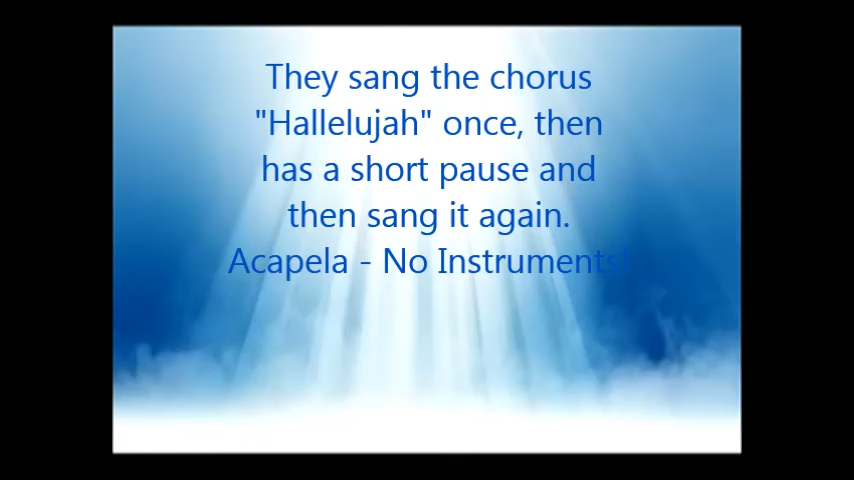 They sang the chorus
"Hallelujah" once, then
has a short pause and
then sang it again.
Acapela - No Instruments!